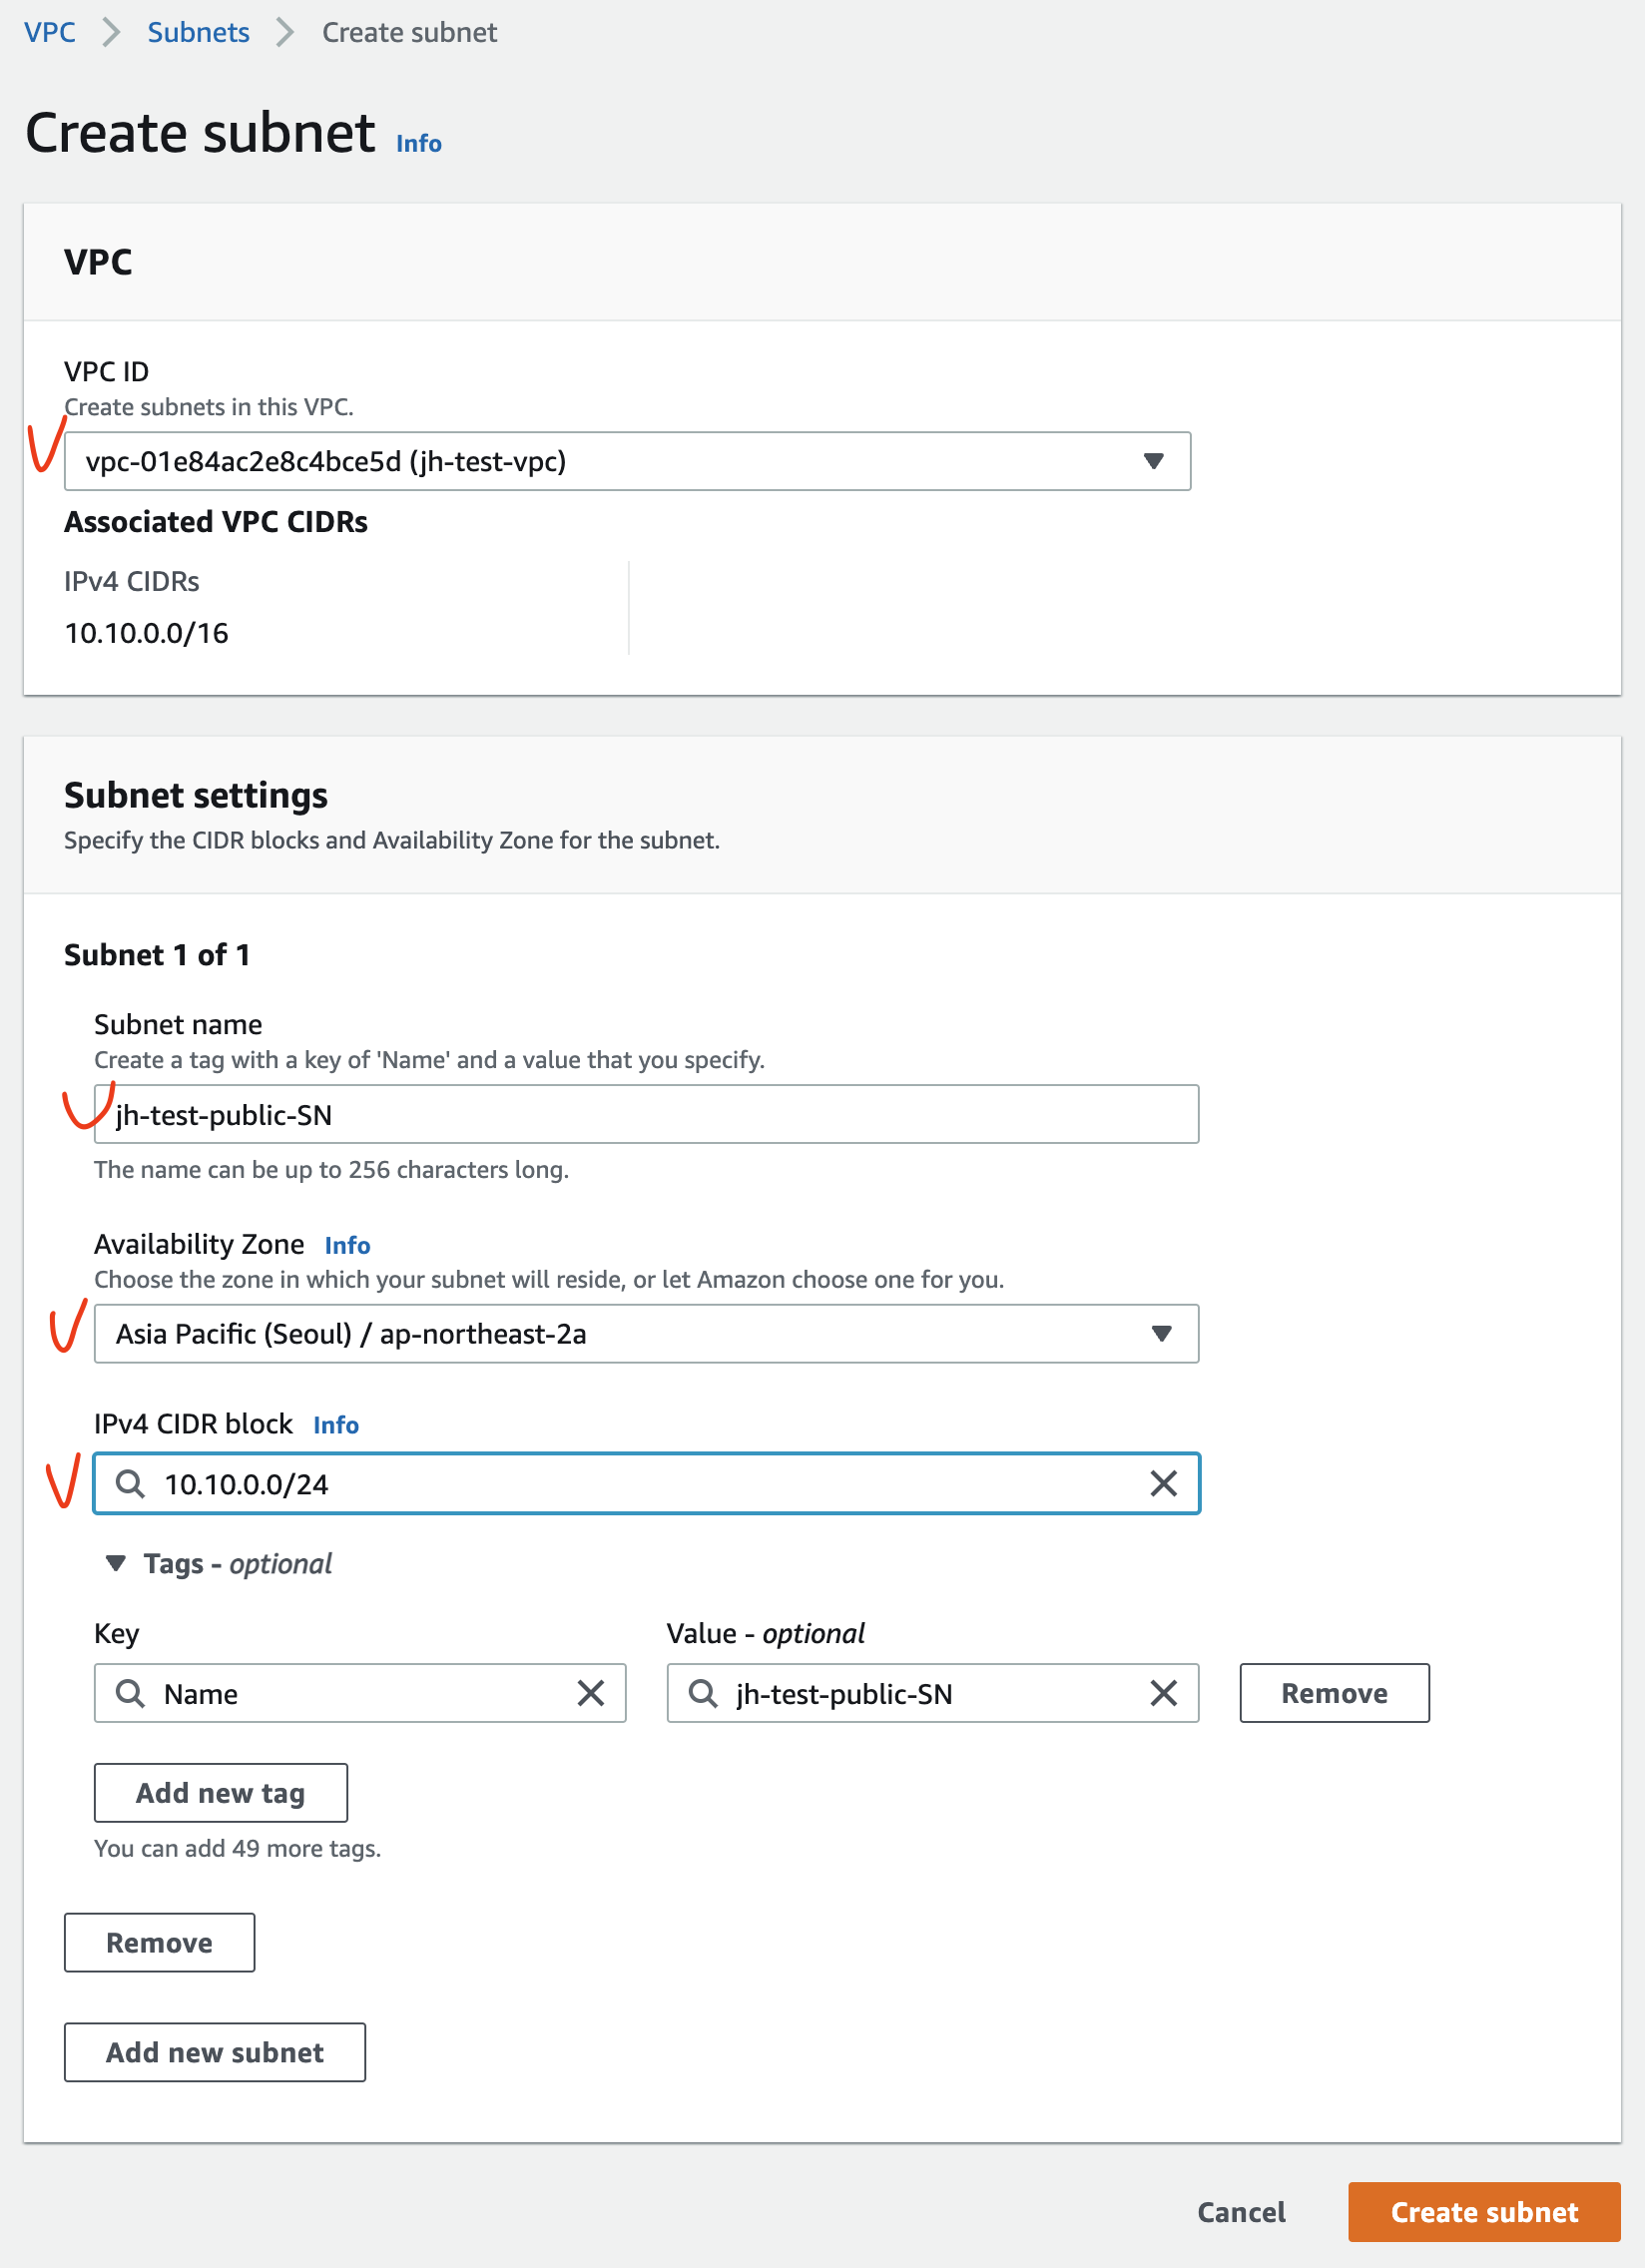 VPC > Subnets > Create subnet
Create subnet Info
VPC
VPC ID
Create subnets in this VPC.
vpc-01e84ac2e8c4bce5d (jh-test-vpc)
Associated VPC CIDRs
IPv4 CIDRs
10.10.0.0/16
Subnet settings
Specify the CIDR blocks and Availability Zone for the subnet.
Subnet 1 of 1
Subnet name
Create a tag with a key of 'Name' and a value that you specify.
jh-test-public-SN
The name can be up to 256 characters long.
Availability Zone Info
Choose the zone in which your subnet will reside, or let Amazon choose one for you.
Asia Pacific (Seoul) / ap-northeast-2a
IPv4 CIDR block Info
10.10.0.0/24
Tags - optional
Key Value - optional
Name jh-test-public-SN Remove
Add new tag
You can add 49 more tags.
Remove
Add new subnet
Cancel Create subnet